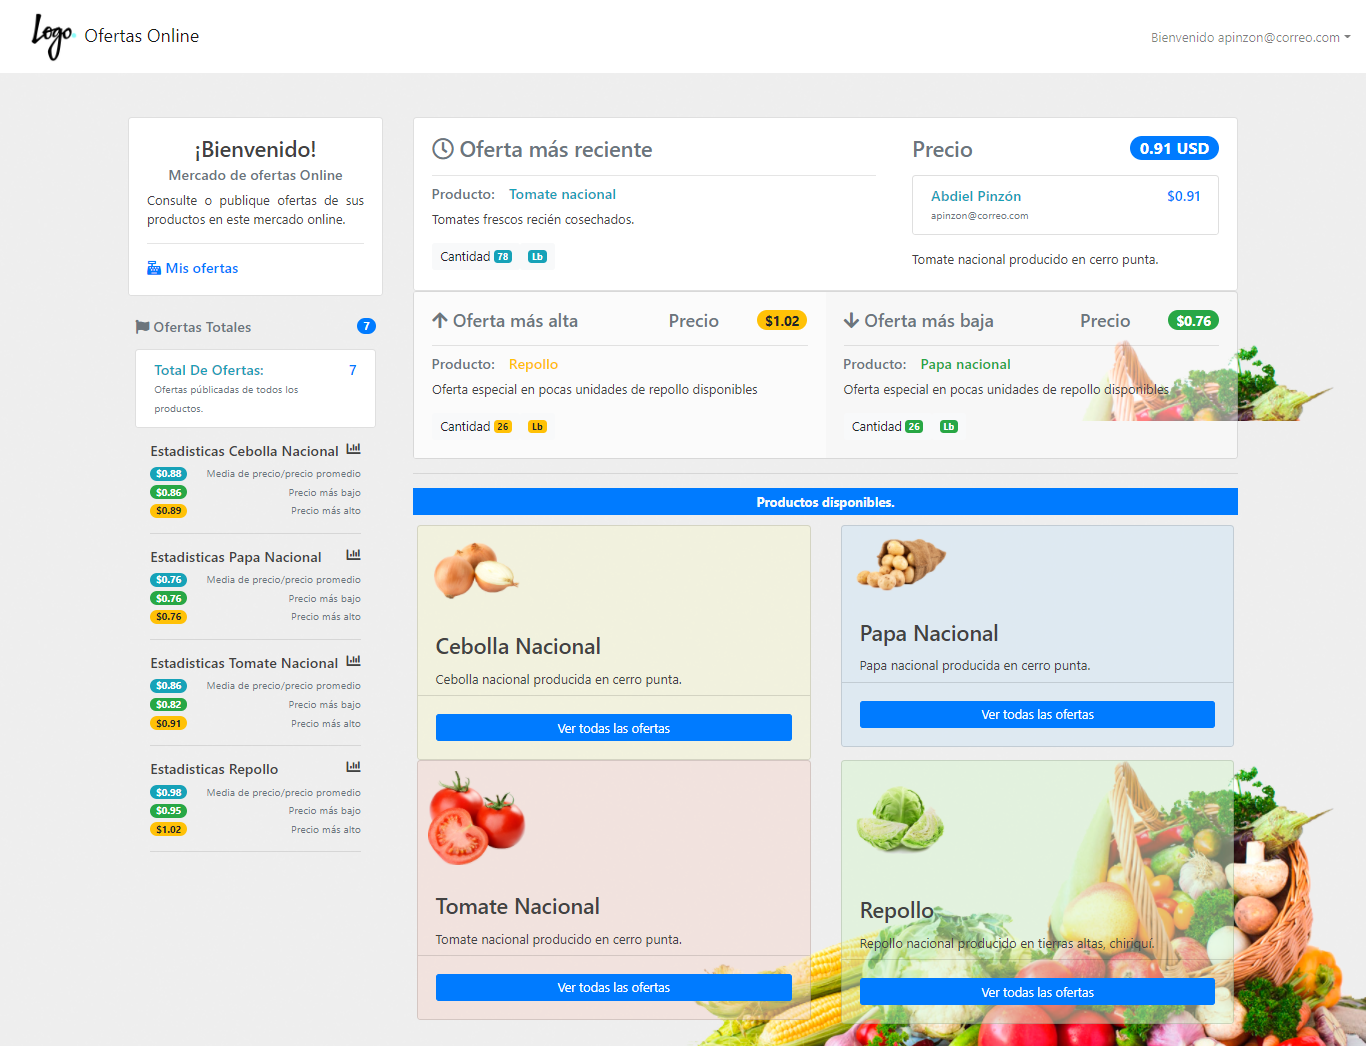 Logo Ofertas Online
Bienvenido apinzon@correo.com
¡Bienvenido!
Mercado de ofertas Online
Consulte o publique ofertas de sus
productos en este mercado online.
Mis ofertas
Ofertas Totales 7
Total De Ofertas: 7
Ofertas públicadas de todos los
productos.
Estadisticas Cebolla Nacional
$0.88 Media de precio/precio promedio
$0.86 Precio más bajo
$0.89 Precio más alto
Estadisticas Papa Nacional
$0.76 Media de precio/precio promedio
$0.76 Precio más bajo
$0.76 Precio más alto
Estadisticas Tomate Nacional
$0.86 Media de precio/precio promedio
$0.82 Precio más bajo
$0.91 Precio más alto
Estadisticas Repollo
$0.98 Media de precio/precio promedio
$0.95 Precio más bajo
$1.02 Precio más alto
Oferta más reciente
Producto: Tomate nacional
Tomates frescos recién cosechados.
Cantidad 78 Lb
Precio 0.91 USD
Abdiel Pinzón $0.91
apinzon@correo.com
Tomate nacional producido en cerro punta.
Oferta más alta Precio $1.02
Producto: Repollo
Oferta especial en pocas unidades de repollo disponibles
Cantidad 26 Lb
Oferta más baja Precio $0.76
Producto: Papa nacional
Oferta especial en pocas unidades de repollo disponibles
Cantidad 26 Lb
Productos disponibles.
Cebolla Nacional
Cebolla nacional producida en cerro punta.
Ver todas las ofertas
Papa Nacional
Papa nacional producida en cerro punta.
Ver todas las ofertas
Tomate Nacional
Tomate nacional producido en cerro punta.
Ver todas las ofertas
Repollo
Repollo nacional producido en tierras altas, chiriquí.
Ver todas las ofertas